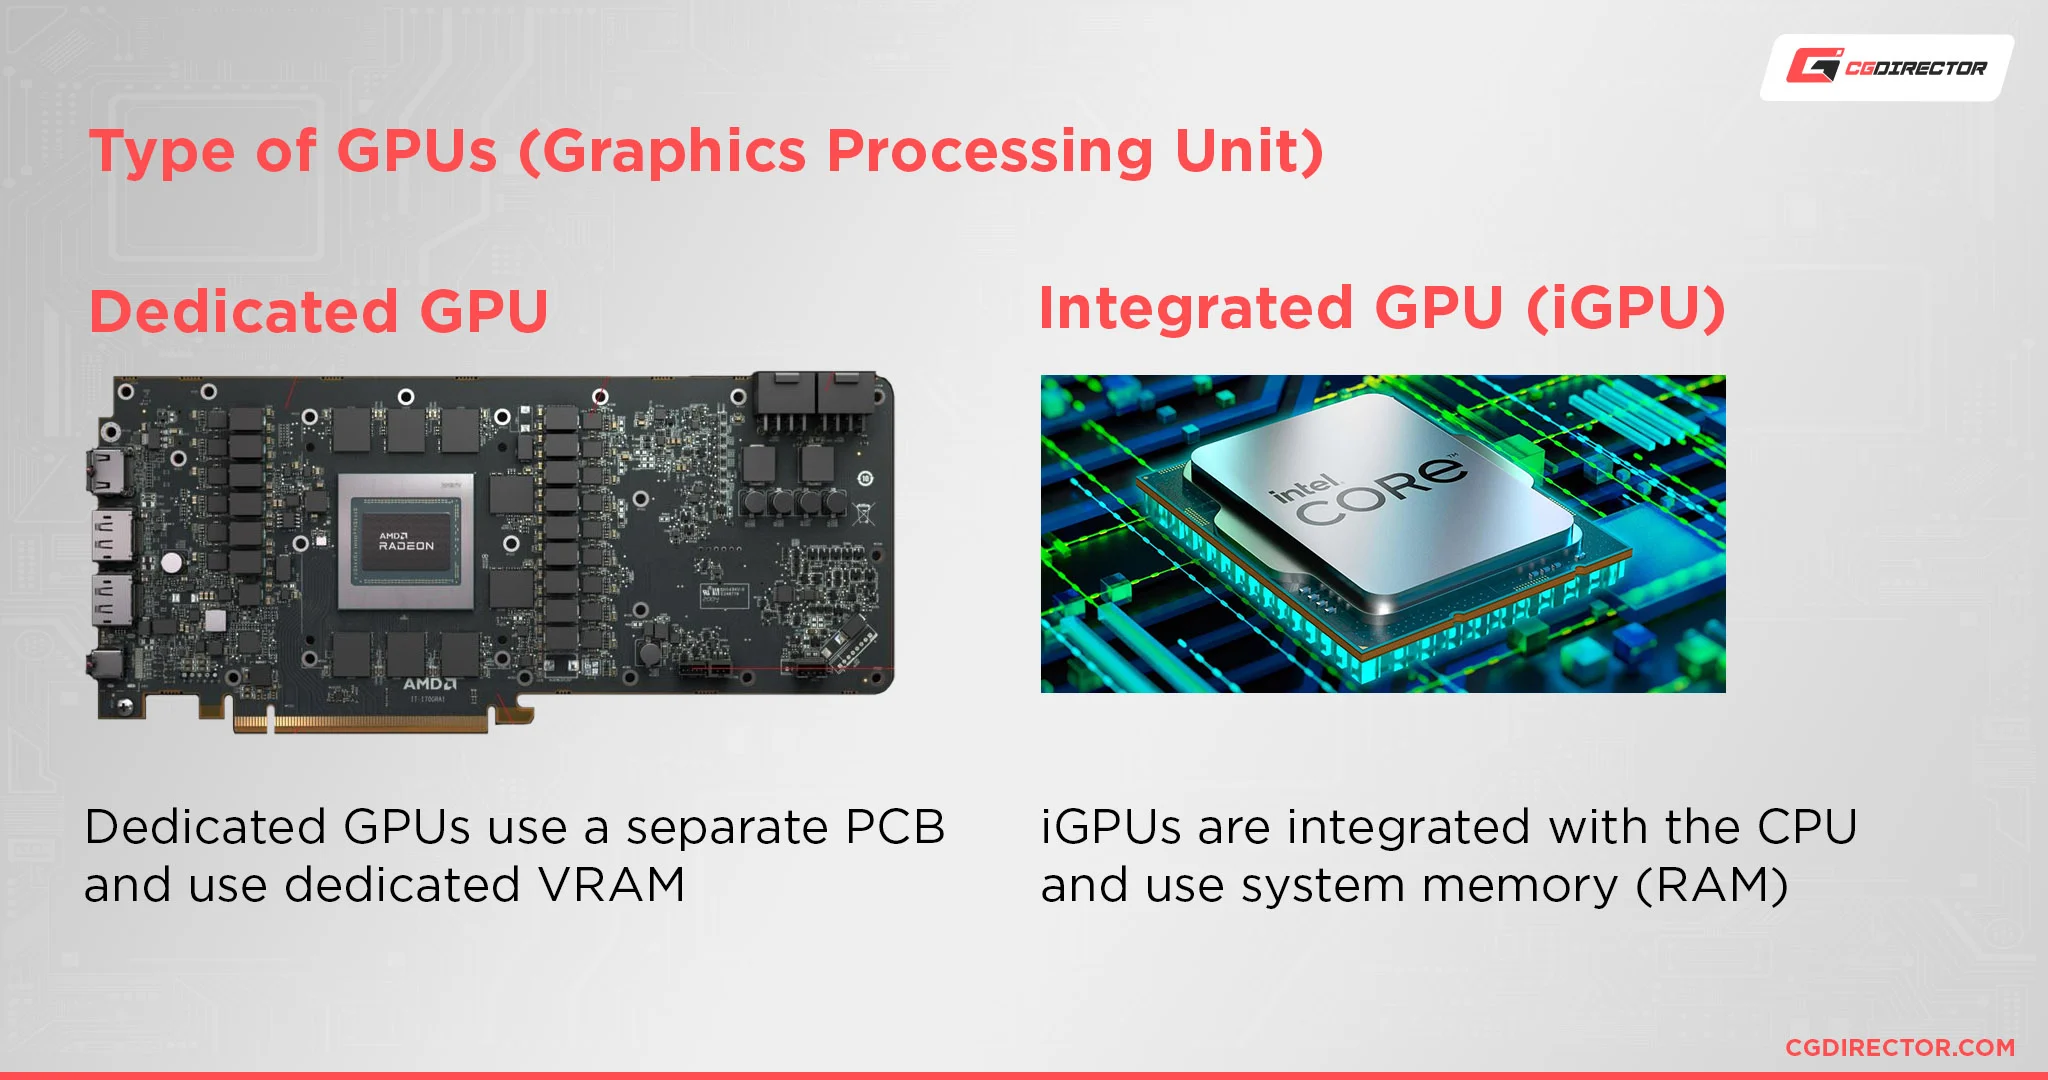 CGDIRECTOR
Type of GPUs (Graphics Processing Unit)
Dedicated GPU
AMD
RADEON
AMD
Integrated GPU (iGPU)
intel.
CORE™
Dedicated GPUs use a separate PCB
and use dedicated VRAM
iGPUs are integrated with the CPU
and use system memory (RAM)
CGDIRECTOR.COM